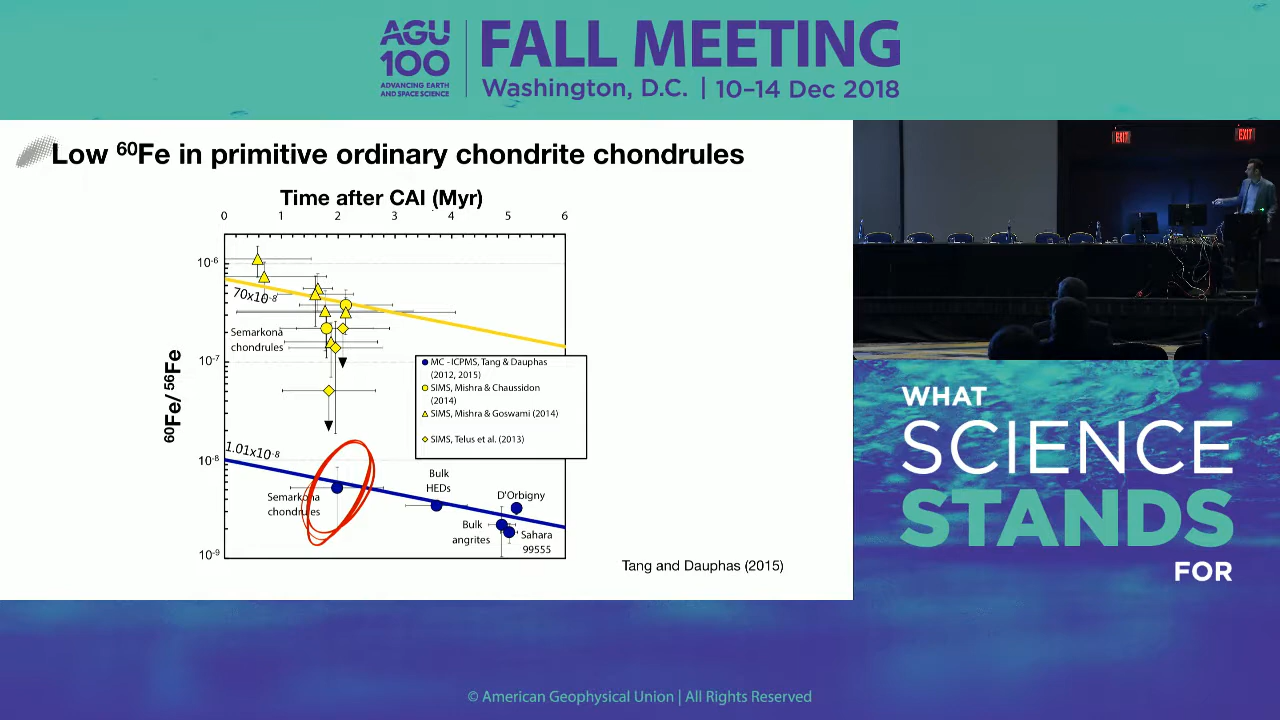 AGU
100
ADVANCING EARTH
AND SPACE SCIENCE
FALL MEETING
Washington, D.C. | 10–14 Dec 2018
Low 60Fe in primitive ordinary chondrite chondrules
Time after CAI (Myr)
0 1 2 3 4 5 6
10-6
70x10-8
Semarkona
chondrules
10-7
60Fe/ 56Fe
MC - ICPMS, Tang & Dauphas
(2012, 2015)
SIMS, Mishra & Chaussidon
(2014)
SIMS, Mishra & Goswami (2014)
SIMS, Telus et al. (2013)
1.01x10-8
10-8
Semarkona
chondrules
Bulk
HEDs
D'Orbigny
Bulk
angrites
Sahara
99555
10-9
Tang and Dauphas (2015)
EXIT
EXIT
WHAT
SCIENCE
STANDS
FOR
© American Geophysical Union | All Rights Reserved